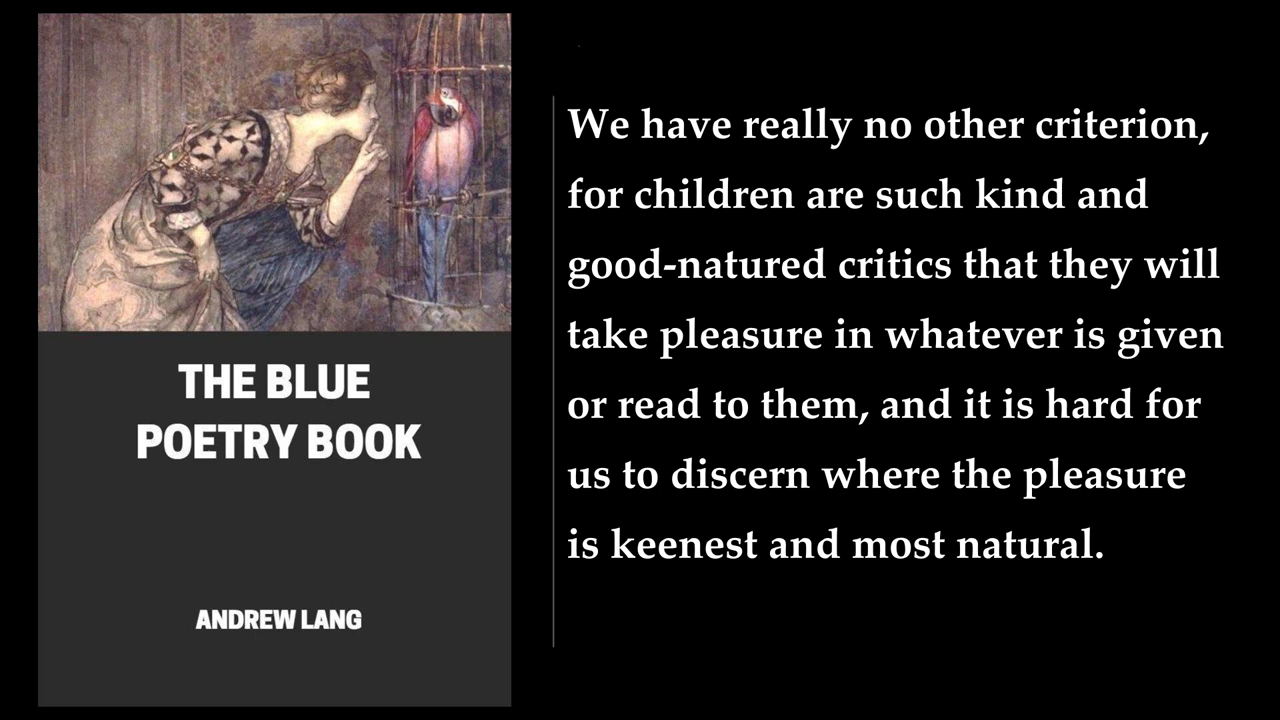 THE BLUE
POETRY BOOK
ANDREW LANG
We have really no other criterion,
for children are such kind and
good-natured critics that they will
take pleasure in whatever is given
or read to them, and it is hard for
us to discern where the pleasure
is keenest and most natural.